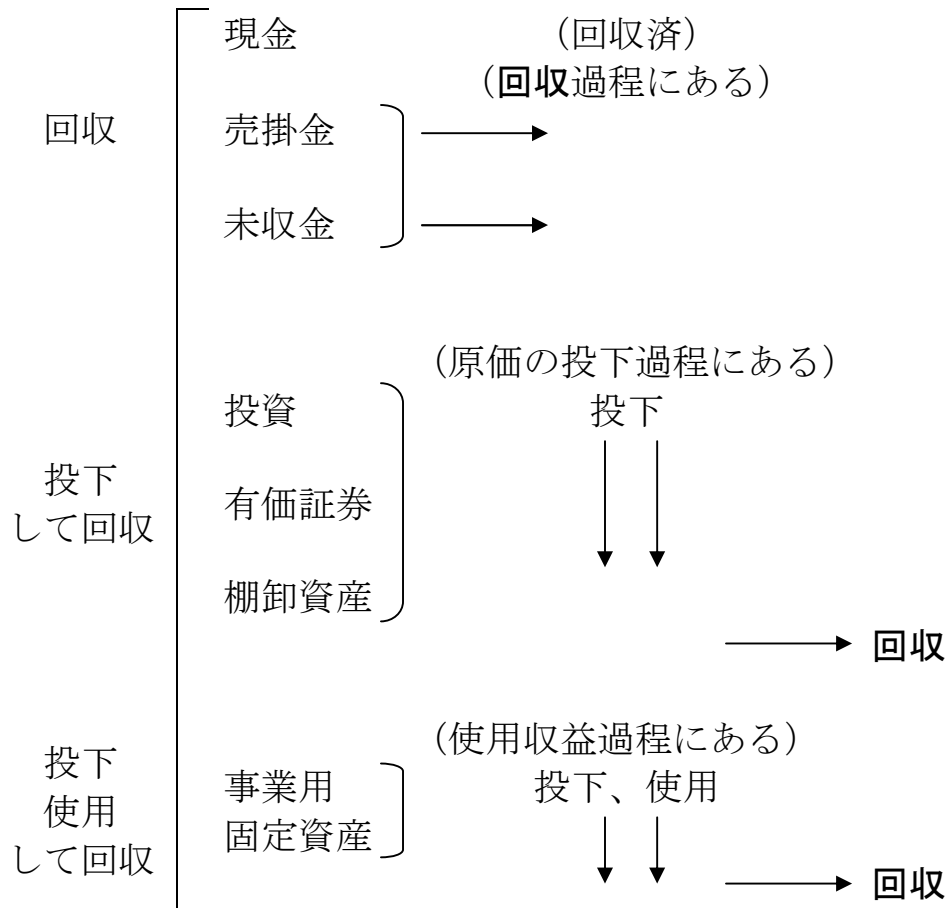 現金 (回収済)
(回収過程にある)
回収 売掛金
未収金
(原価の投下過程にある)
投資 投下
投下
して回収
有価証券
棚卸資産
回収
(使用収益過程にある)
投下
使用
して回収
事業用
固定資産
投下、使用
回収